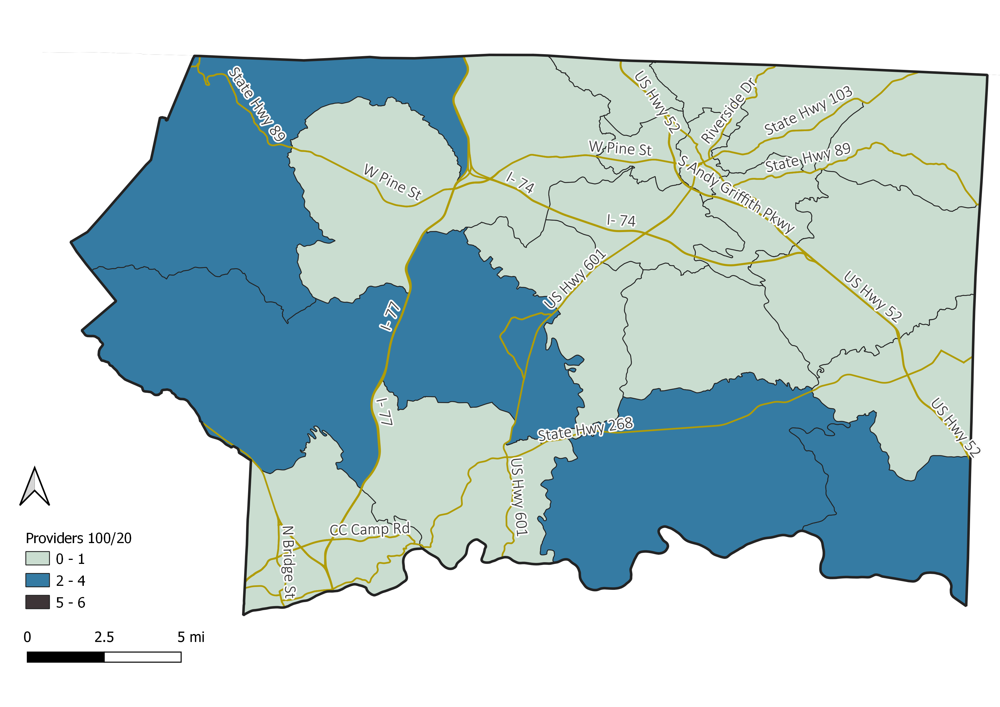 State Hwy 89
US Hwy 52
Riverside Dr
State Hwy 103
W Pine St
State Hwy 89
W Pine St
I- 74
S Andy Griffith Pkwy
I- 74
US Hwy 601
US Hwy 52
I- 77
I- 77
State Hwy 268
US Hwy 52
US Hwy 601
CC Camp Rd
N Bridge St
Providers 100/20
0 - 1
2 - 4
5 - 6
0 2.5 5 mi